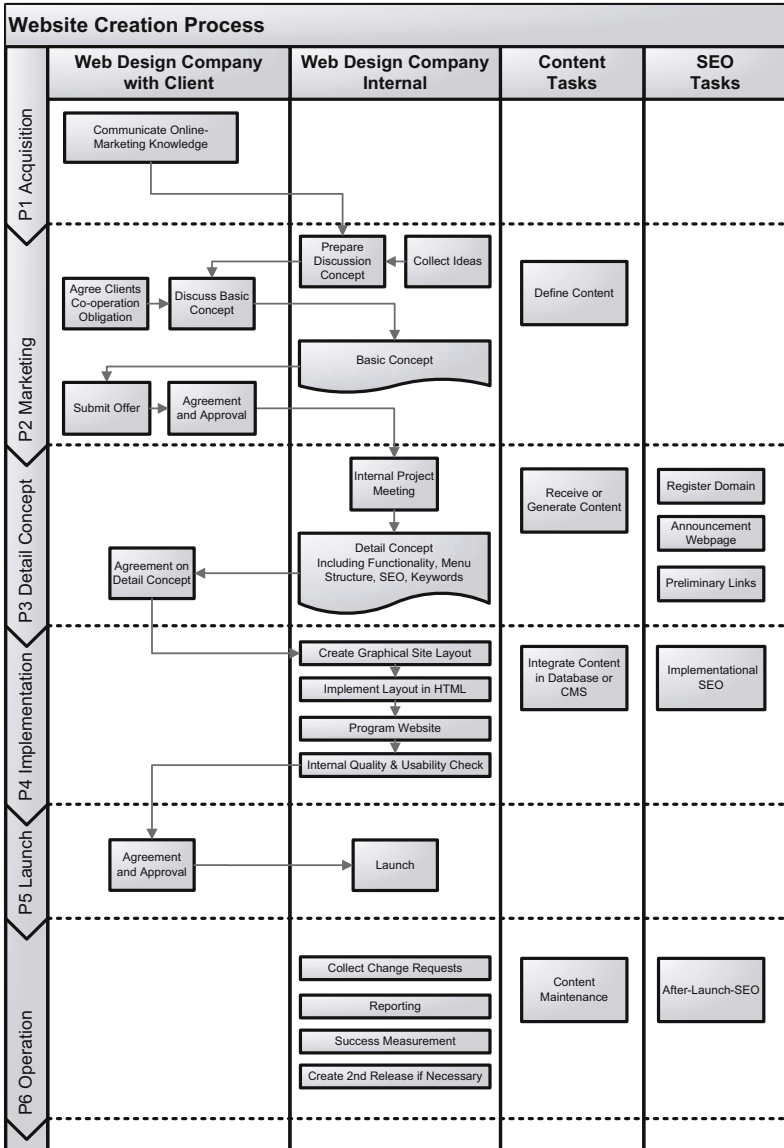 Website Creation Process
Web Design Company
with Client
Web Design Company
Internal
Content
Tasks
SEO
Tasks
P1 Acquisition
Communicate Online-
Marketing Knowledge
P2 Marketing
Prepare
Discussion
Concept
Collect Ideas
Agree Clients
Co-operation
Obligation
Discuss Basic
Concept
Define Content
Basic Concept
Submit Offer
Agreement
and Approval
P3 Detail Concept
Internal Project
Meeting
Receive or
Generate Content
Register Domain
Announcement
Webpage
Preliminary Links
Agreement on
Detail Concept
Detail Concept
Including Functionality, Menu
Structure, SEO, Keywords
P4 Implementation
Create Graphical Site Layout
Implement Layout in HTML
Program Website
Internal Quality & Usability Check
Integrate Content
in Database or
CMS
Implementational
SEO
P5 Launch
Agreement
and Approval
Launch
P6 Operation
Collect Change Requests
Reporting
Success Measurement
Create 2nd Release if Necessary
Content
Maintenance
After-Launch-SEO